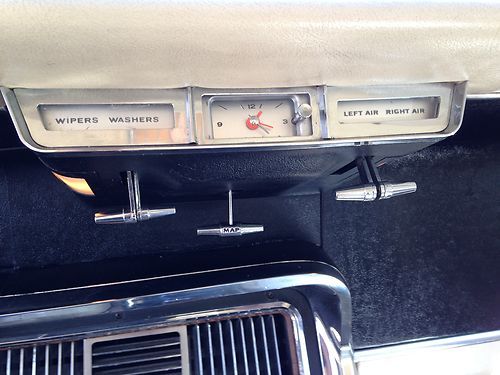 WIPERS WASHERS
9 12 3
LEFT AIR RIGHT AIR
MAP